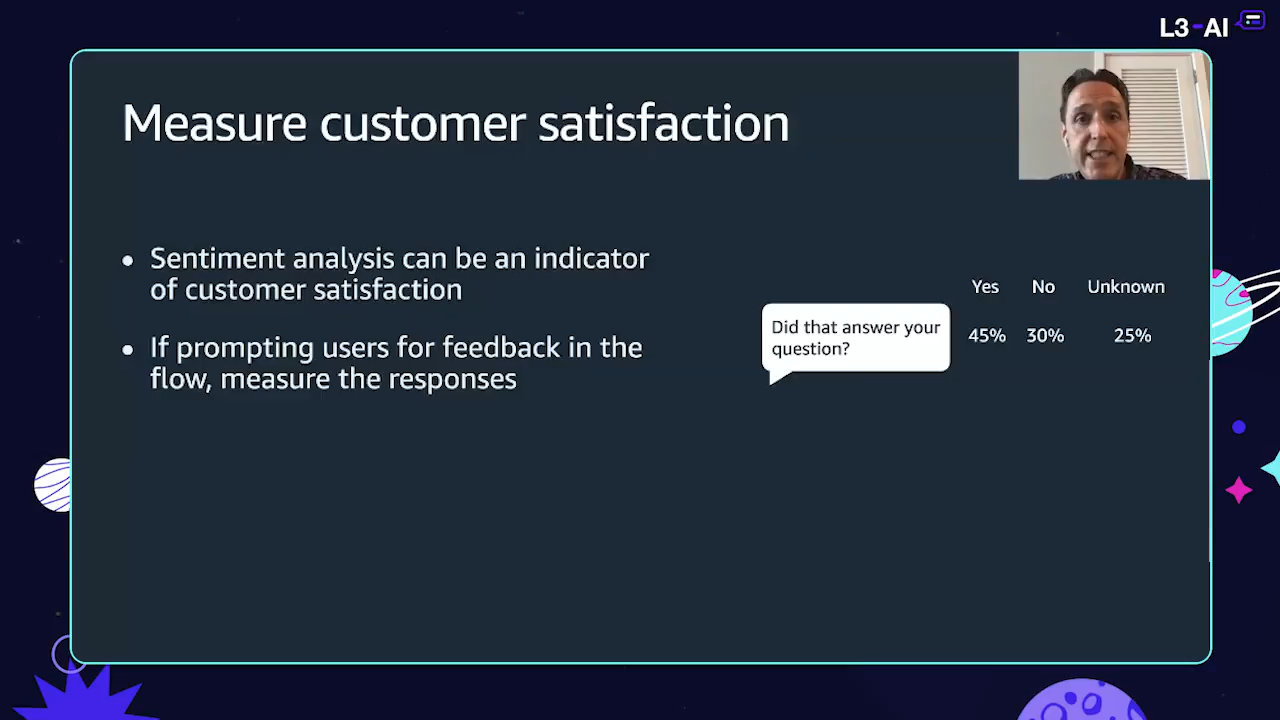 L3-AI
Measure customer satisfaction
• Sentiment analysis can be an indicator
of customer satisfaction
• If prompting users for feedback in the
flow, measure the responses
Did that answer your
question?
Yes No Unknown
45% 30% 25%